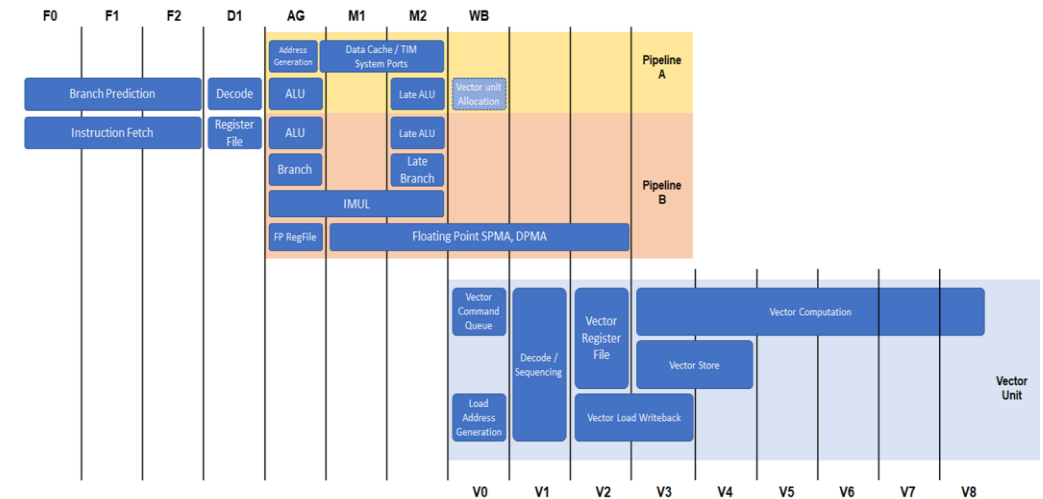 F0 F1 F2 D1 AG M1 M2 WB
Address
Generation
Data Cache / TIM
System Ports
Pipeline
A
Branch Prediction
Decode
ALU
Late ALU
Vector unit
Allocation
Instruction Fetch
Register
File
ALU
Late ALU
Branch
Late
Branch
Pipeline
B
IMUL
FP RegFile
Floating Point SPMA, DPMA
Vector
Command
Queue
Decode /
Sequencing
Vector
Register
File
Vector Computation
Vector Store
Vector
Unit
Load
Address
Generation
Vector Load Writeback
V0 V1 V2 V3 V4 V5 V6 V7 V8